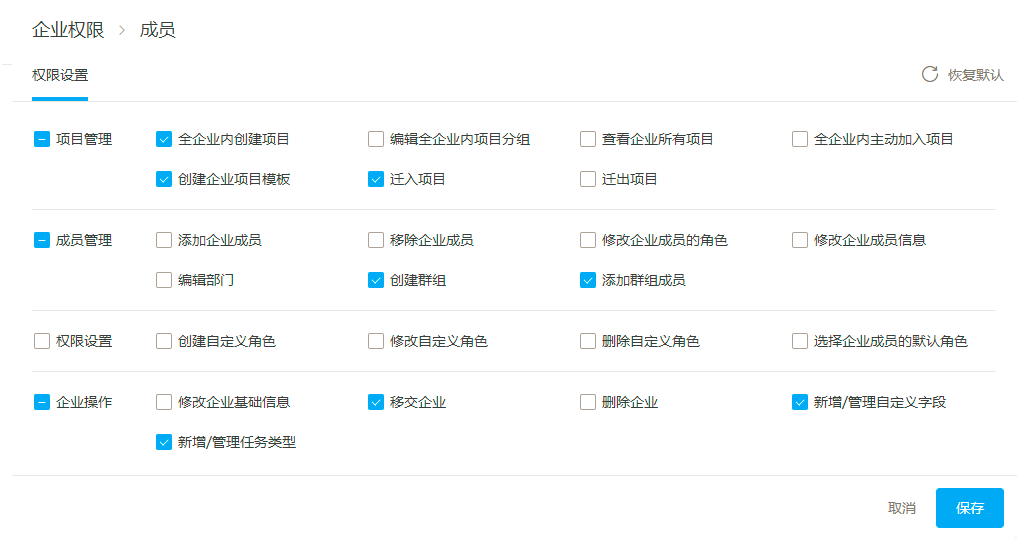 企业权限 > 成员
权限设置 恢复默认
项目管理 全企业内创建项目 编辑全企业内项目分组 查看企业所有项目 全企业内主动加入项目
创建企业项目模板 迁入项目 迁出项目
成员管理 添加企业成员 移除企业成员 修改企业成员的角色 修改企业成员信息
编辑部门 创建群组 添加群组成员
权限设置 创建自定义角色 修改自定义角色 删除自定义角色 选择企业成员的默认角色
企业操作 修改企业基础信息 移交企业 删除企业 新增/管理自定义字段
新增/管理任务类型
取消 保存